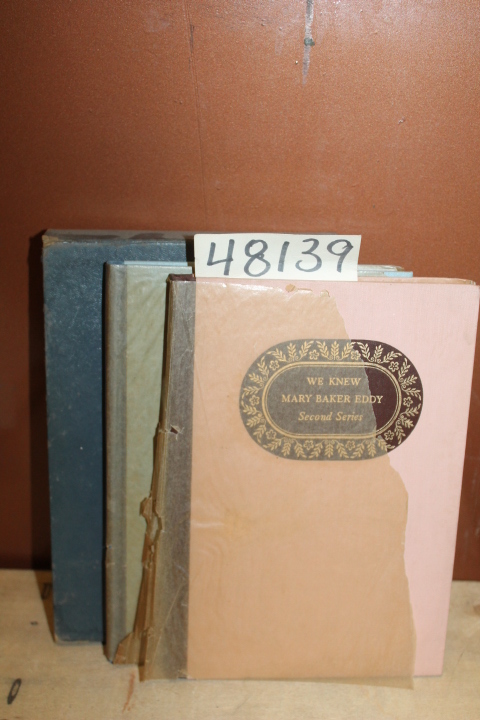 48139
WE KNEW
MARY BAKER EDDY
Second Series